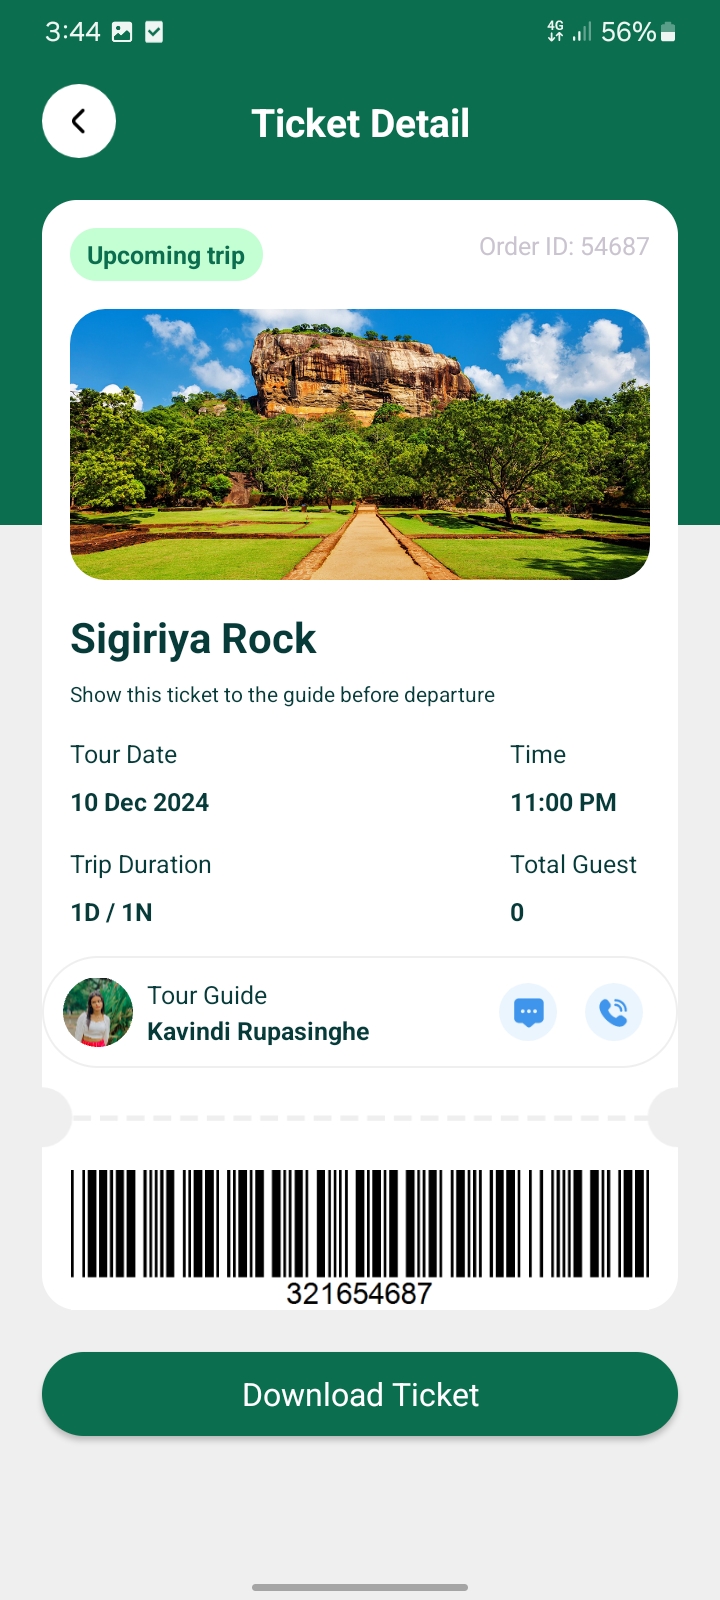 3:44 4G 56%
Ticket Detail
Upcoming trip Order ID: 54687
Sigiriya Rock
Show this ticket to the guide before departure
Tour Date Time
10 Dec 2024 11:00 PM
Trip Duration Total Guest
1D / 1N 0
Tour Guide
Kavindi Rupasinghe
321654687
Download Ticket